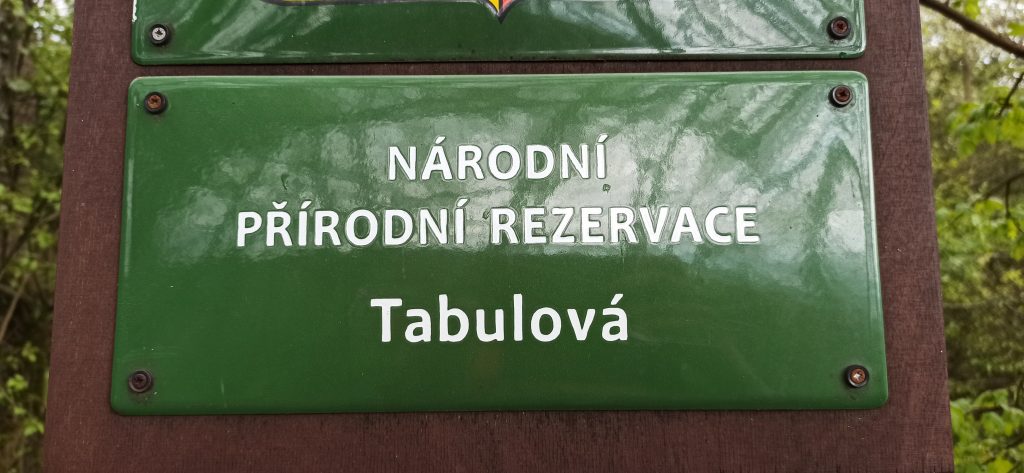 NÁRODNÍ
PŘÍRODNÍ REZERVACE
Tabulová